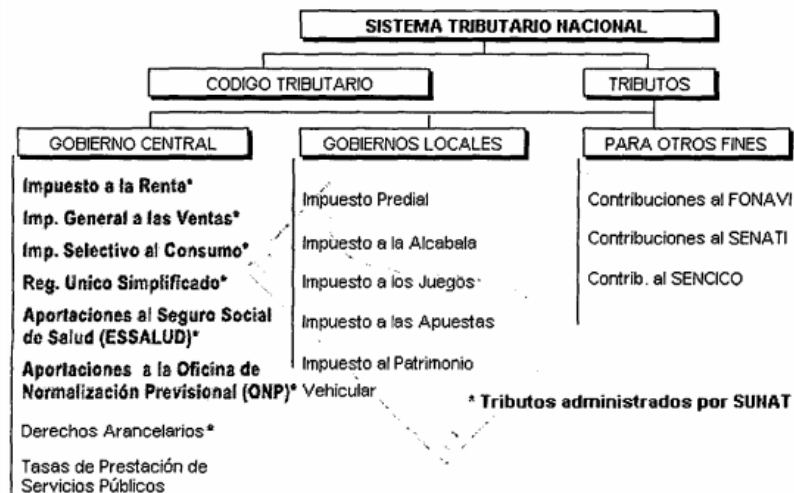 SISTEMA TRIBUTARIO NACIONAL
CODIGO TRIBUTARIO
TRIBUTOS
GOBIERNO CENTRAL
Impuesto a la Renta*
Imp. General a las Ventas*
Imp. Selectivo al Consumo*
Reg. Unico Simplificado*
Aportaciones al Seguro Social
de Salud (ESSALUD)*
Aportaciones a la Oficina de
Normalización Previsional (ONP)*
Derechos Arancelarios*
Tasas de Prestación de
Servicios Públicos
GOBIERNOS LOCALES
Impuesto Predial
Impuesto a la Alcabala
Impuesto a los Juegos
Impuesto a las Apuestas
Impuesto al Patrimonio
Vehicular
PARA OTROS FINES
Contribuciones al FONAVI
Contribuciones al SENATI
Contrib. al SENCICO
* Tributos administrados por SUNAT